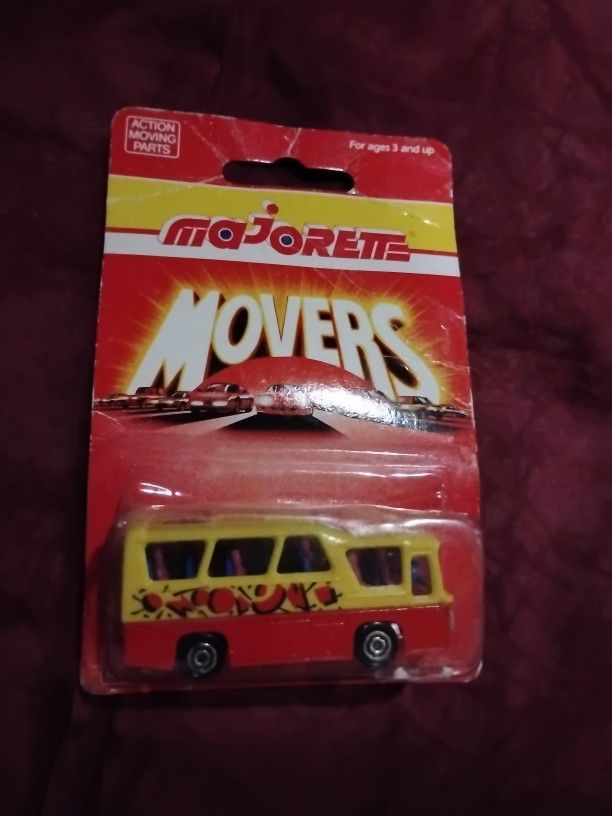 ACTION
MOVING
PARTS
For ages 3 and up
majORETTE
MOVERS